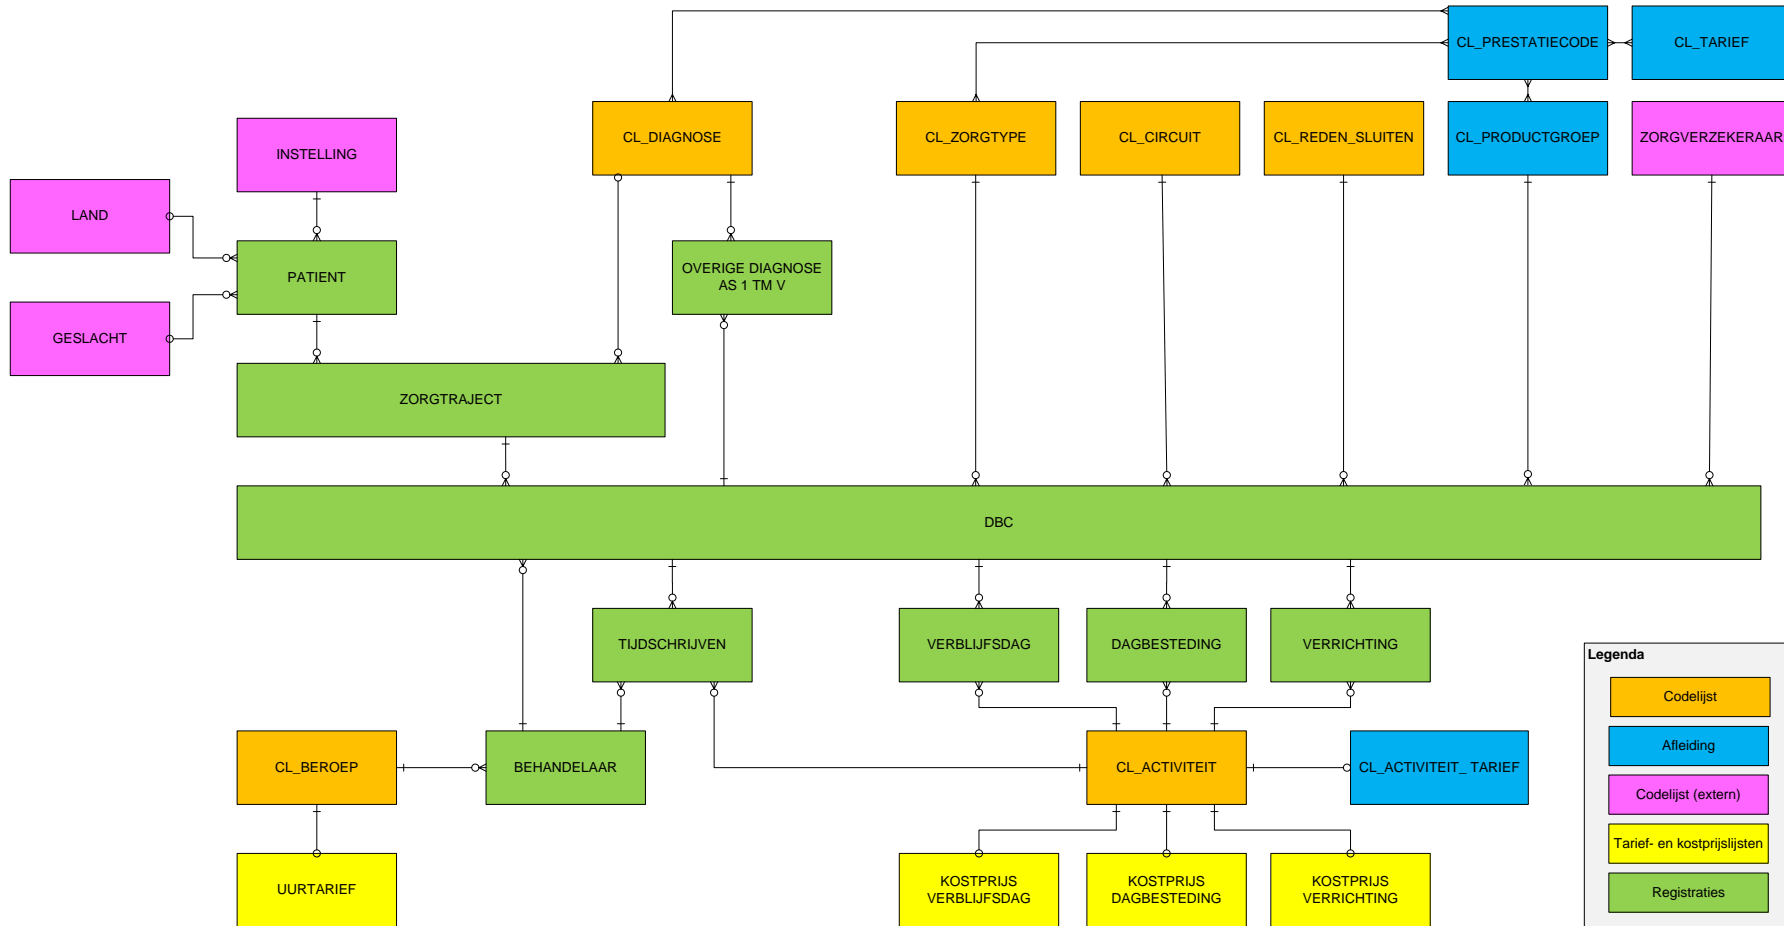 CL_PRESTATIECODE
CL_TARIEF
CL_DIAGNOSE
CL_ZORGTYPE
CL_CIRCUIT
CL_REDEN_SLUITEN
CL_PRODUCTGROEP
ZORGVERZEKERAAR
INSTELLING
LAND
PATIENT
OVERIGE DIAGNOSE
AS 1 TM V
GESLACHT
ZORGTRAJECT
DBC
TIJDSCHRIJVEN
VERBLIJFSDAG
DAGBESTEDING
VERRICHTING
CL_BEROEP
BEHANDELAAR
CL_ACTIVITEIT
CL_ACTIVITEIT_ TARIEF
UURTARIEF
KOSTPRIJS
VERBLIJFSDAG
KOSTPRIJS
DAGBESTEDING
KOSTPRIJS
VERRICHTING
Legenda
Codelijst
Afleiding
Codelijst (extern)
Tarief- en kostprijslijsten
Registraties